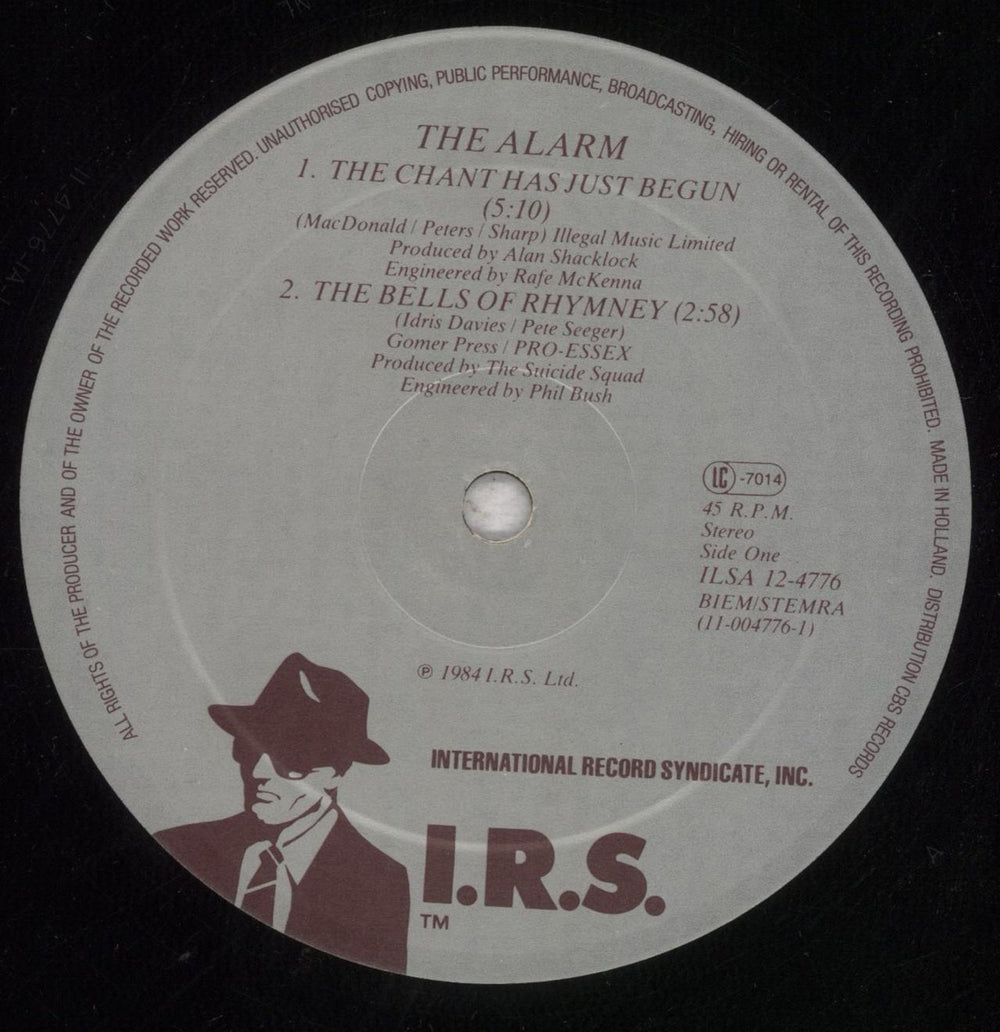 ALL RIGHTS OF THE PRODUCER AND OF THE OWNER OF THE RECORDED WORK RESERVED. UNAUTHORISED COPYING, PUBLIC PERFORMANCE, BROADCASTING, HIRING OR RENTAL OF THIS RECORDING PROHIBITED. MADE IN HOLLAND. DISTRIBUTION CBS RECORDS
THE ALARM
1. THE CHANT HAS JUST BEGUN
(5:10)
(MacDonald / Peters / Sharp) Illegal Music Limited
Produced by Alan Shacklock
Engineered by Rafe McKenna
2. THE BELLS OF RHYMNEY (2:58)
(Idris Davies / Pete Seeger)
Gomer Press / PRO-ESSEX
Produced by The Suicide Squad
Engineered by Phil Bush
LC -7014
45 R.P.M.
Stereo
Side One
ILSA 12-4776
BIEM/STEMRA
(11-004776-1)
℗ 1984 I.R.S. Ltd.
INTERNATIONAL RECORD SYNDICATE, INC.
I.R.S.
TM